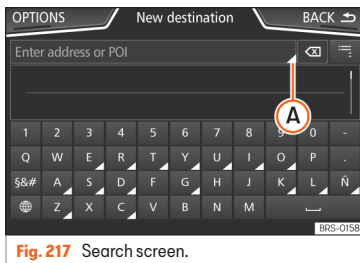 OPTIONS New destination BACK
Enter address or POI
A
1 2 3 4 5 6 7 8 9 0 -
Q W E R T Y U I O P .
§&# A S D F G H J K L Ñ
Z X C V B N M
BRS-0158
Fig. 217 Search screen.